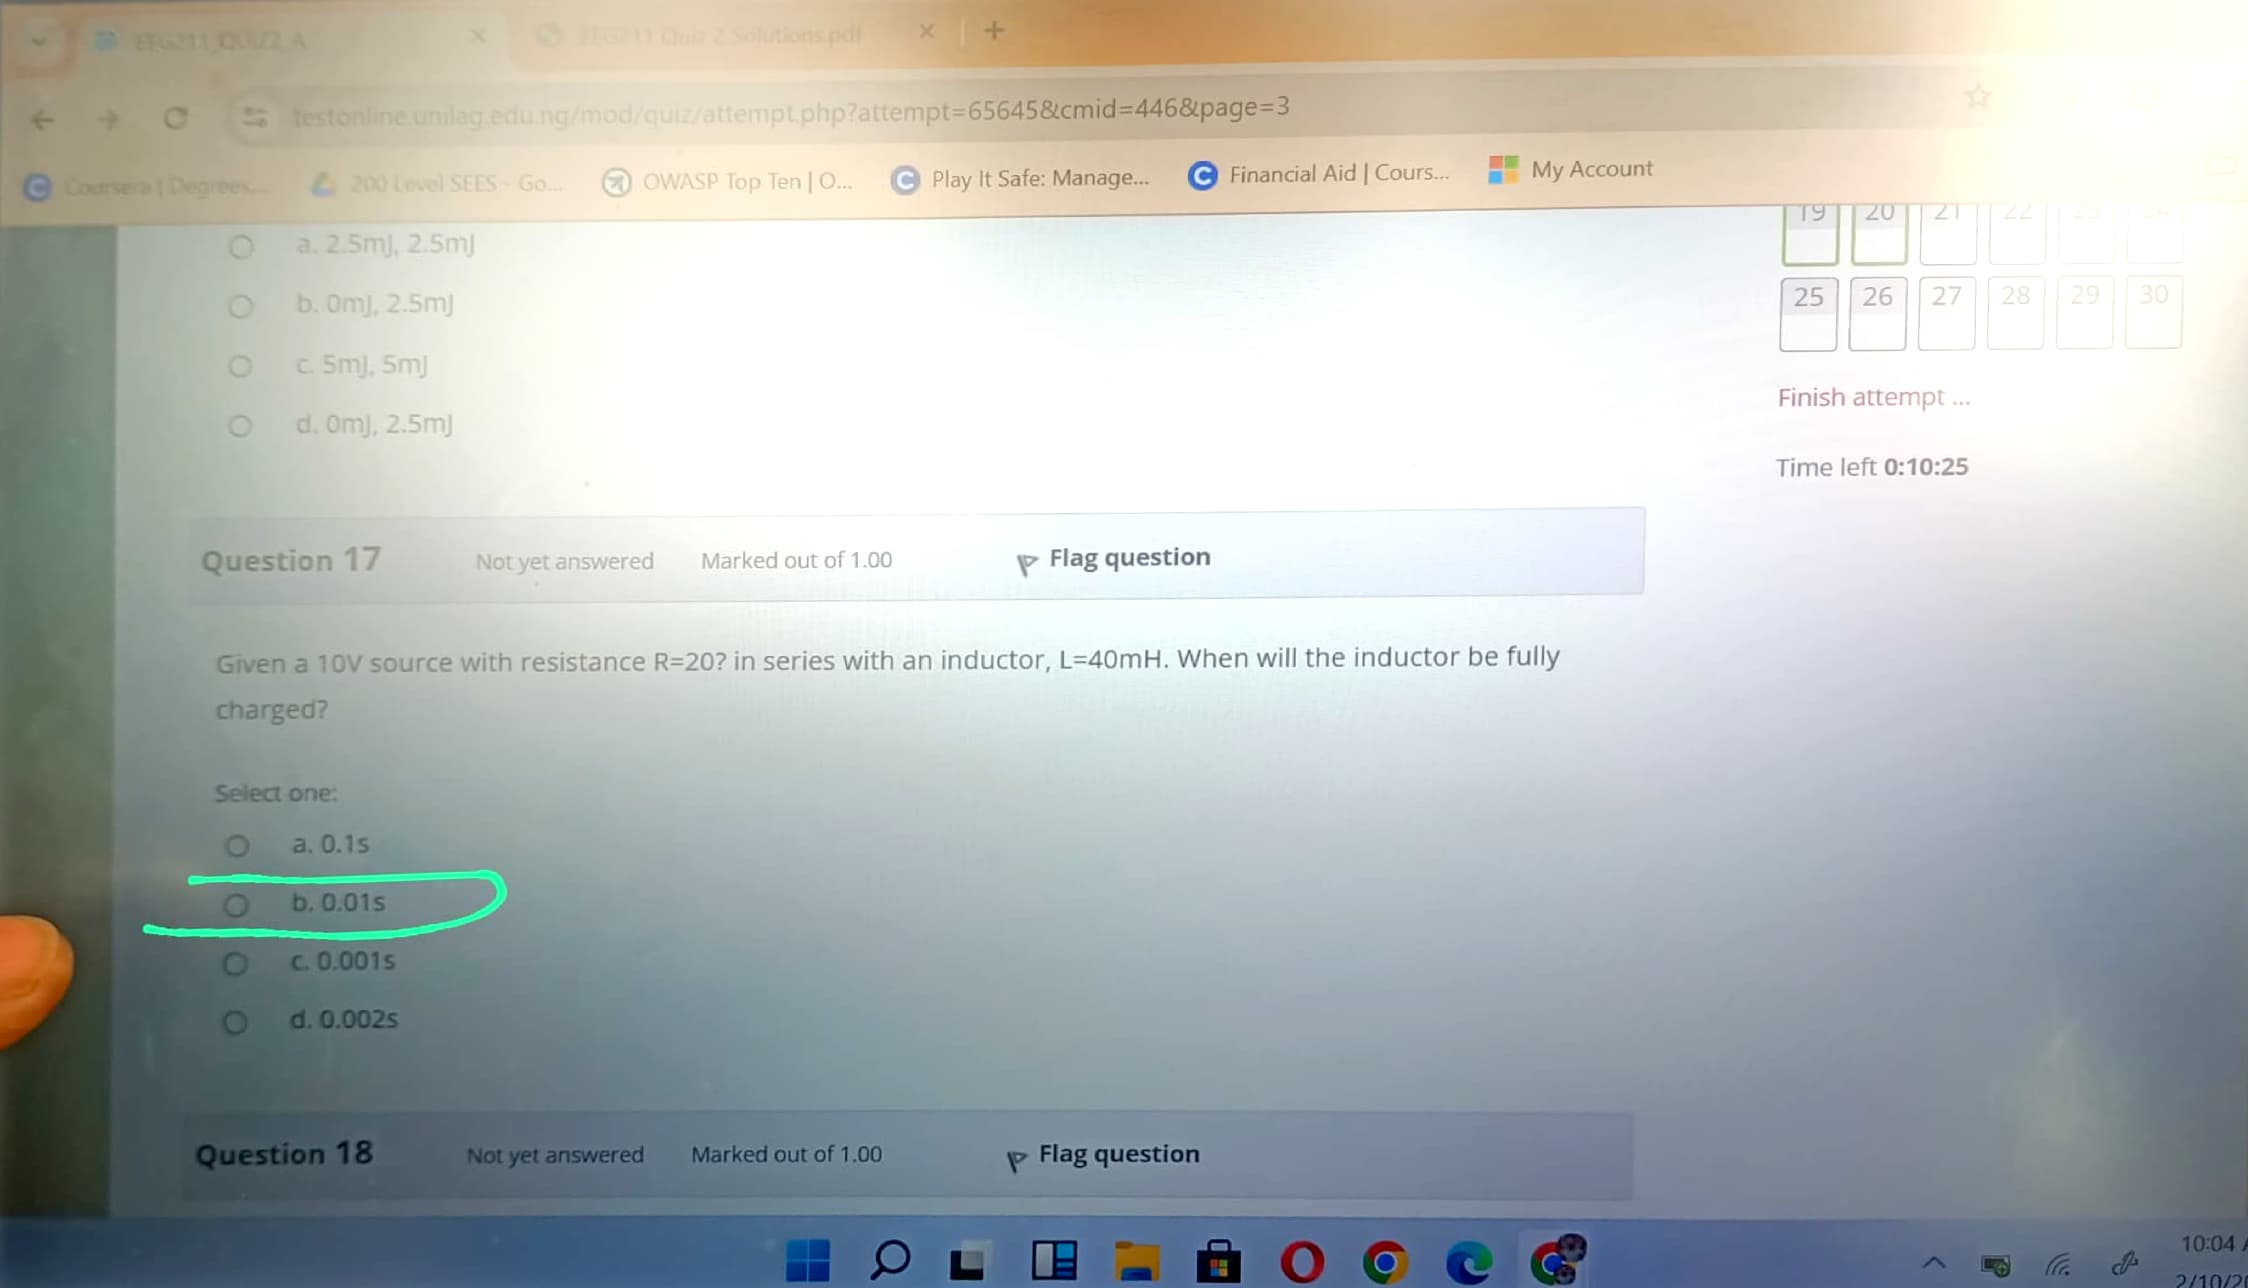 EEG211_QUIZ2_A
EEG211 Quiz 2 Solutions.pdf
testonline.unilag.edu.ng/mod/quiz/attempt.php?attempt=65645&cmid=446&page=3
Coursera | Degrees,... 200 Level SEES - Go... OWASP Top Ten | O... Play It Safe: Manage... Financial Aid | Cours... My Account
19 20 21 22 23 24
a. 2.5mJ, 2.5mJ
b. 0mJ, 2.5mJ
25 26 27 28 29 30
c. 5mJ, 5mJ
d. 0mJ, 2.5mJ
Finish attempt ...
Time left 0:10:25
Question 17 Not yet answered Marked out of 1.00 Flag question
Given a 10V source with resistance R=20? in series with an inductor, L=40mH. When will the inductor be fully
charged?
Select one:
a. 0.1s
b. 0.01s
c. 0.001s
d. 0.002s
Question 18 Not yet answered Marked out of 1.00 Flag question
10:04